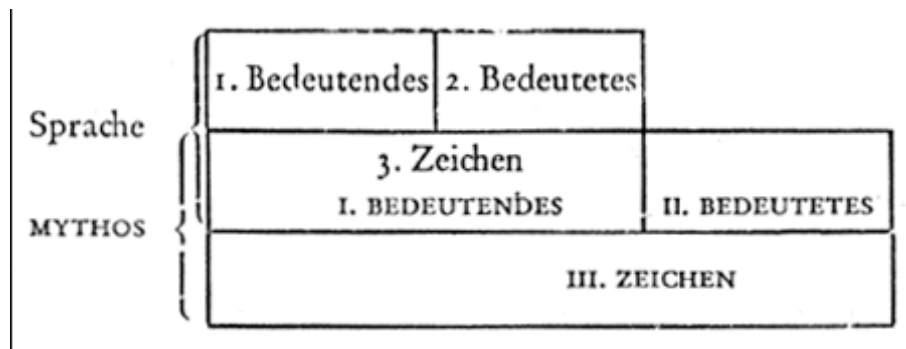 1. Bedeutendes 2. Bedeutetes
Sprache
3. Zeichen
I. BEDEUTENDES II. BEDEUTETES
MYTHOS
III. ZEICHEN